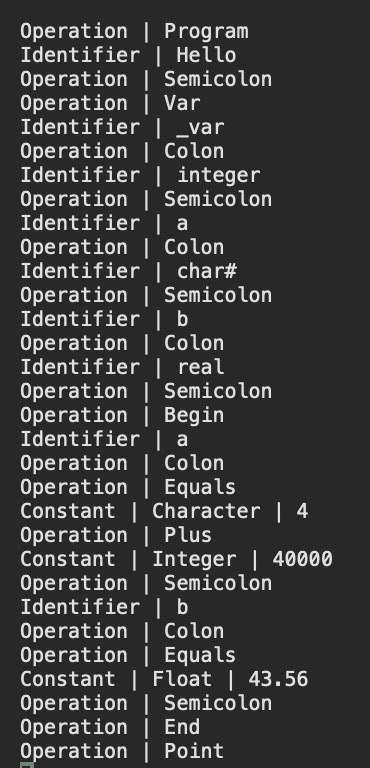 Operation | Program
Identifier | Hello
Operation | Semicolon
Operation | Var
Identifier | _var
Operation | Colon
Identifier | integer
Operation | Semicolon
Identifier | a
Operation | Colon
Identifier | char#
Operation | Semicolon
Identifier | b
Operation | Colon
Identifier | real
Operation | Semicolon
Operation | Begin
Identifier | a
Operation | Colon
Operation | Equals
Constant | Character | 4
Operation | Plus
Constant | Integer | 40000
Operation | Semicolon
Identifier | b
Operation | Colon
Operation | Equals
Constant | Float | 43.56
Operation | Semicolon
Operation | End
Operation | Point